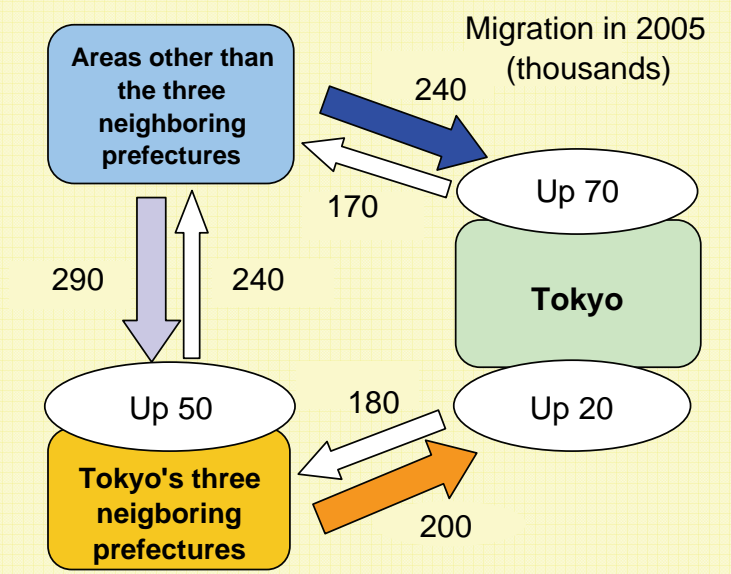 Migration in 2005
(thousands)
Areas other than
the three
neighboring
prefectures
240
170
Up 70
Tokyo
290
240
Up 50
180
Up 20
Tokyo's three
neigboring
prefectures
200